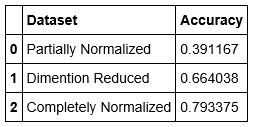 Dataset Accuracy
0 Partially Normalized 0.391167
1 Dimention Reduced 0.664038
2 Completely Normalized 0.793375